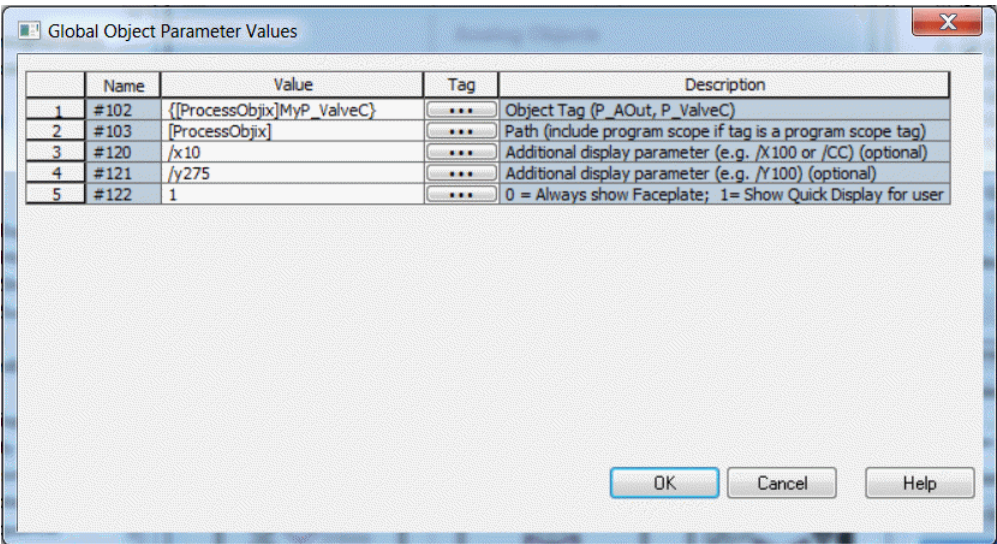 Global Object Parameter Values
Name Value Tag Description
1 #102 {[ProcessObjix]MyP_ValveC} ... Object Tag (P_AOut, P_ValveC)
2 #103 [ProcessObjix] ... Path (include program scope if tag is a program scope tag)
3 #120 /x10 ... Additional display parameter (e.g. /X100 or /CC) (optional)
4 #121 /y275 ... Additional display parameter (e.g. /Y100) (optional)
5 #122 1 ... 0 = Always show Faceplate; 1= Show Quick Display for user
OK Cancel Help